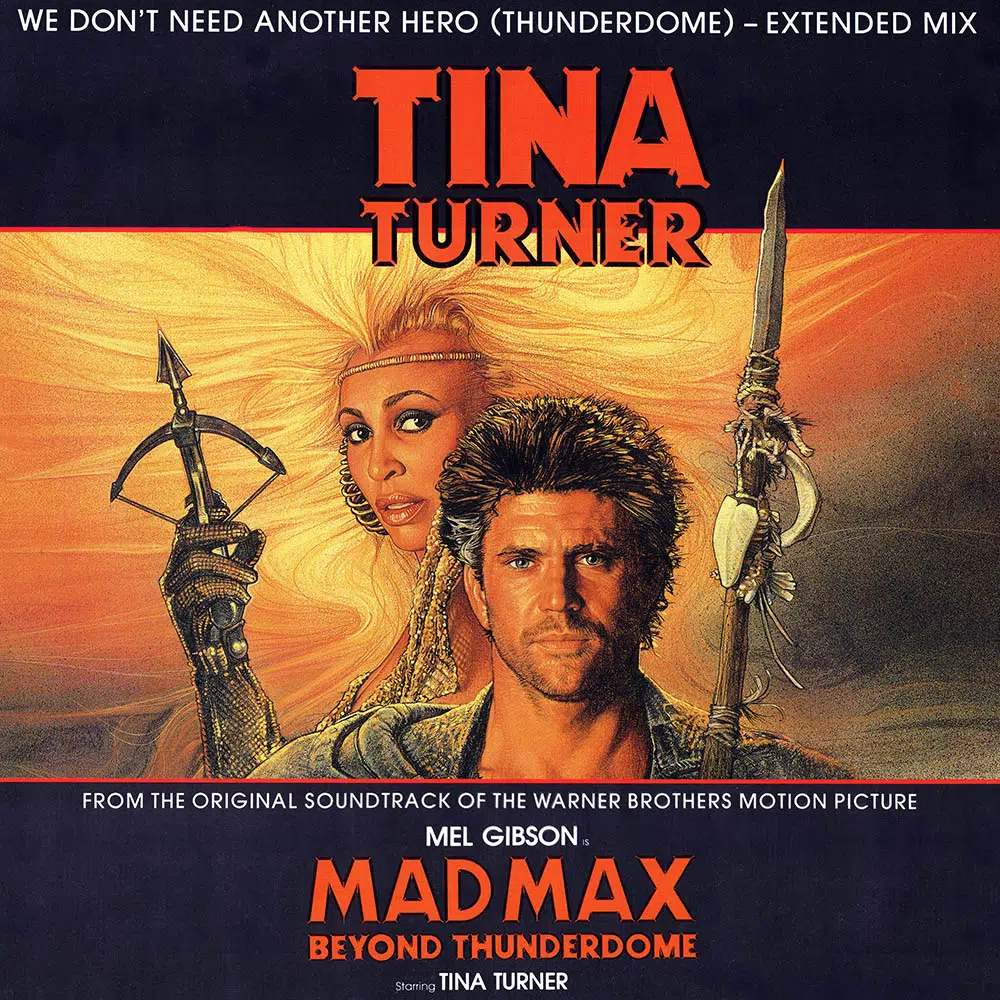 WE DON'T NEED ANOTHER HERO (THUNDERDOME) – EXTENDED MIX
TINA
TURNER
FROM THE ORIGINAL SOUNDTRACK OF THE WARNER BROTHERS MOTION PICTURE
MEL GIBSON IS
MAD MAX
BEYOND THUNDERDOME
Starring TINA TURNER